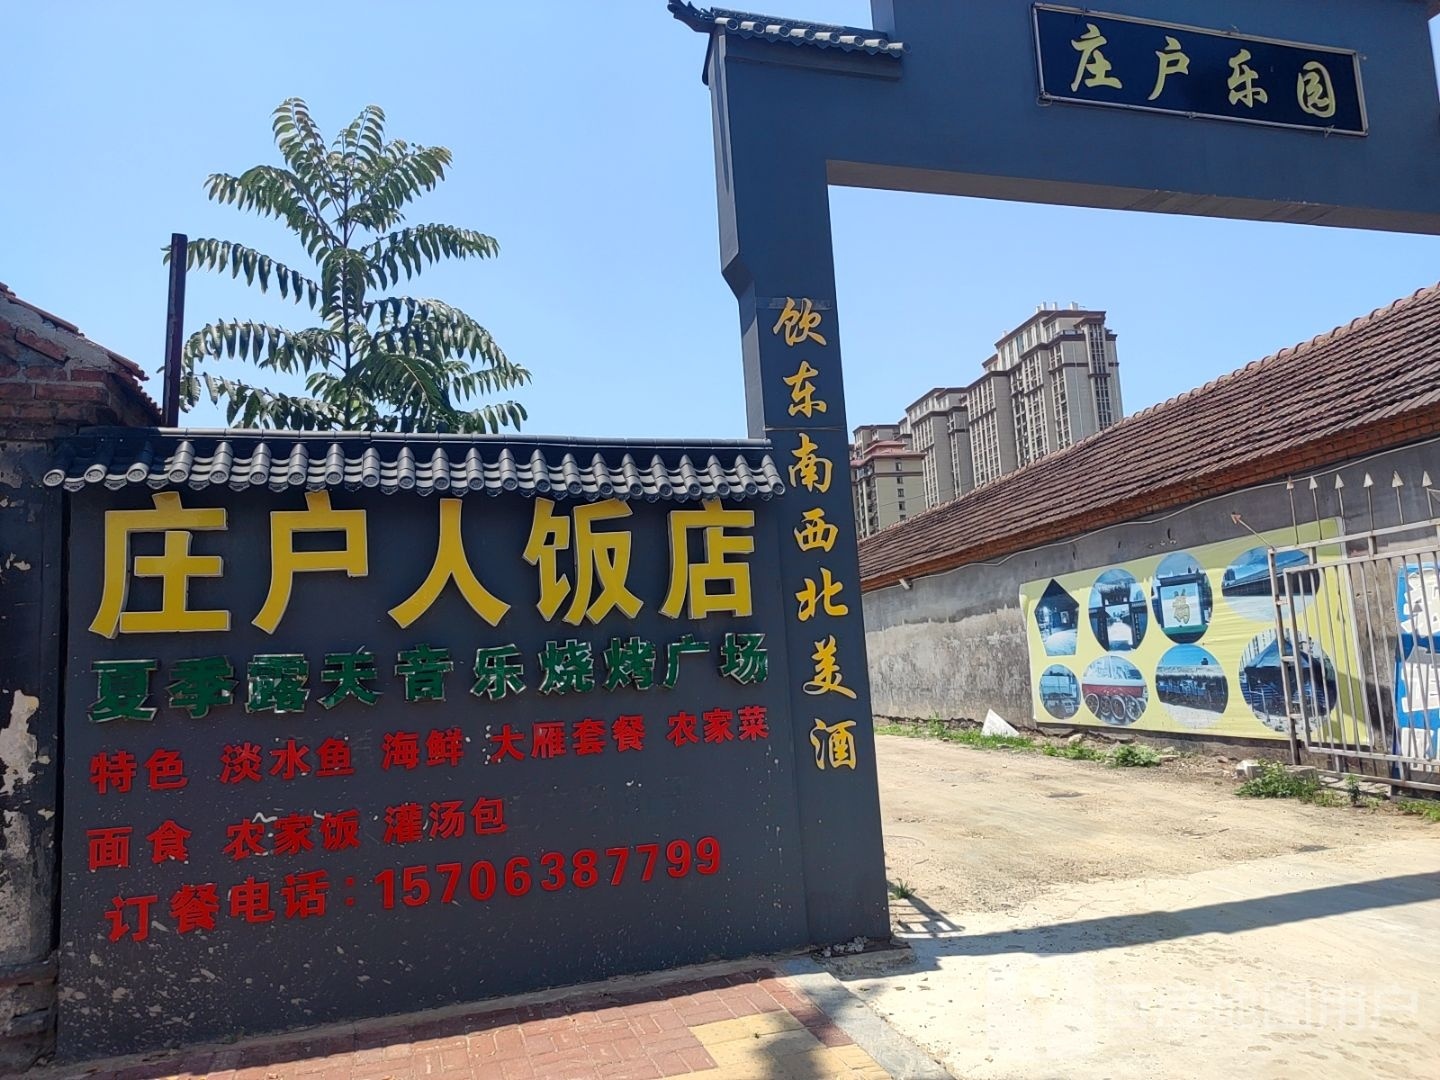 庄户乐园
饮东南西北美酒
庄户人饭店
夏季露天音乐烧烤广场
特色 淡水鱼 海鲜 大雁套餐 农家菜
面食 农家饭 灌汤包
订餐电话:15706387799